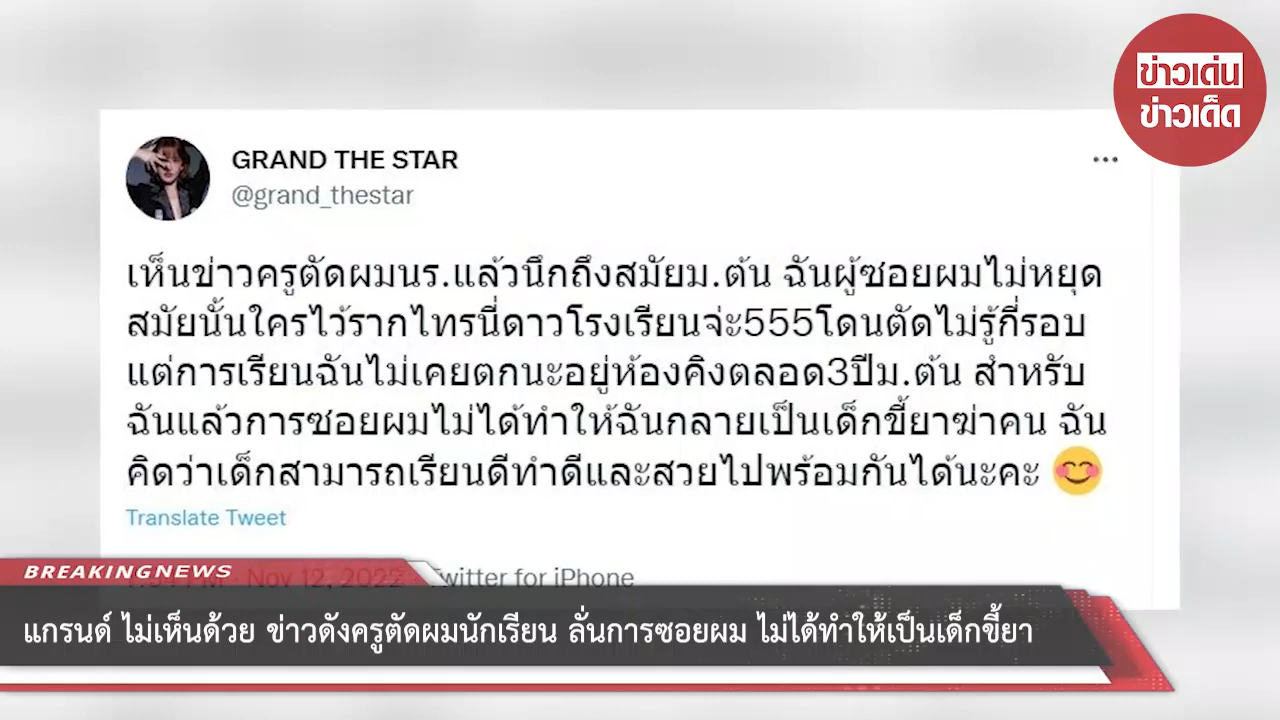 ข่าวเด่น
ข่าวเด็ด
GRAND THE STAR
@grand_thestar
เห็นข่าวครูตัดผมนร.แล้วนึกถึงสมัยม.ต้น ฉันผู้ซอยผมไม่หยุด
สมัยนั้นใครไว้รากไทรนี่ดาวโรงเรียนจ่ะ555โดนตัดไม่รู้กี่รอบ
แต่การเรียนฉันไม่เคยตกนะอยู่ห้องคิงตลอด3ปีม.ต้น สำหรับ
ฉันแล้วการซอยผมไม่ได้ทำให้ฉันกลายเป็นเด็กขี้ยาฆ่าคน ฉัน
คิดว่าเด็กสามารถเรียนดีทำดีและสวยไปพร้อมกันได้นะคะ 😊
Translate Tweet
Nov 12, 2022 · Twitter for iPhone
BREAKINGNEWS
แกรนด์ ไม่เห็นด้วย ข่าวดังครูตัดผมนักเรียน ลั่นการซอยผม ไม่ได้ทำให้เป็นเด็กขี้ยา